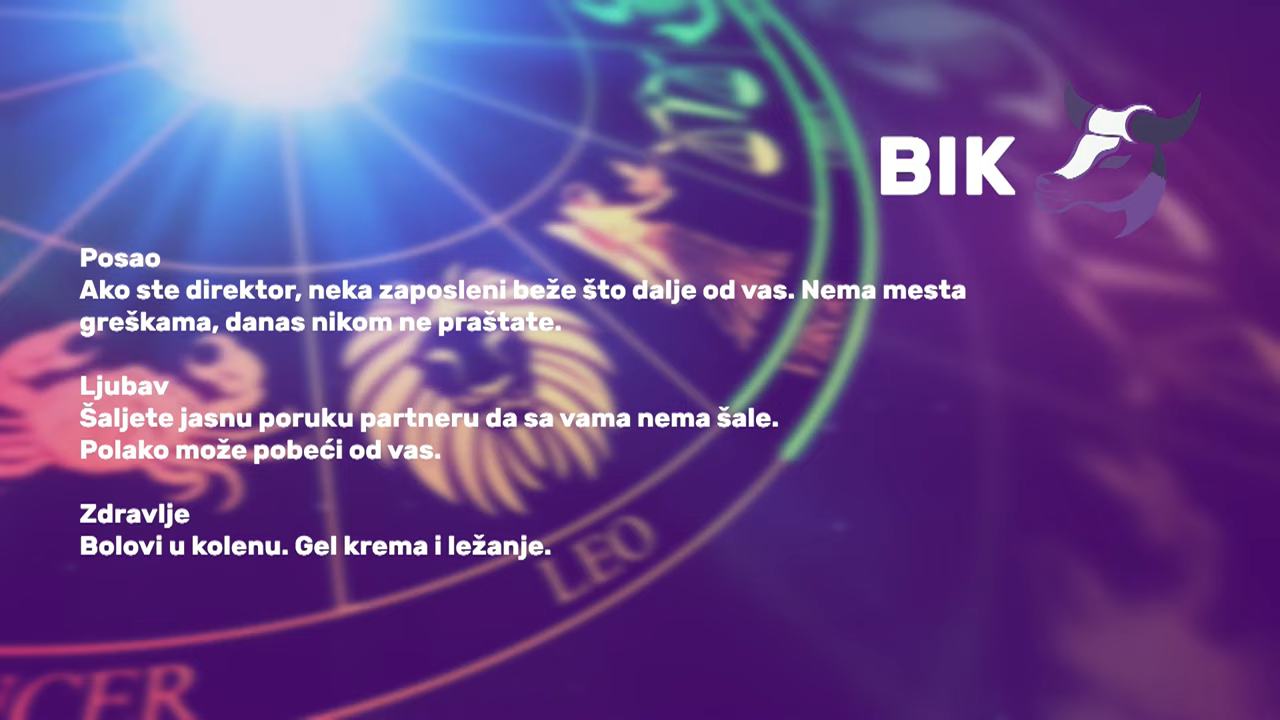 BIK
Posao
Ako ste direktor, neka zaposleni beže što dalje od vas. Nema mesta
greškama, danas nikom ne praštate.
Ljubav
Šaljete jasnu poruku partneru da sa vama nema šale.
Polako može pobeći od vas.
Zdravlje
Bolovi u kolenu. Gel krema i ležanje.
LEO